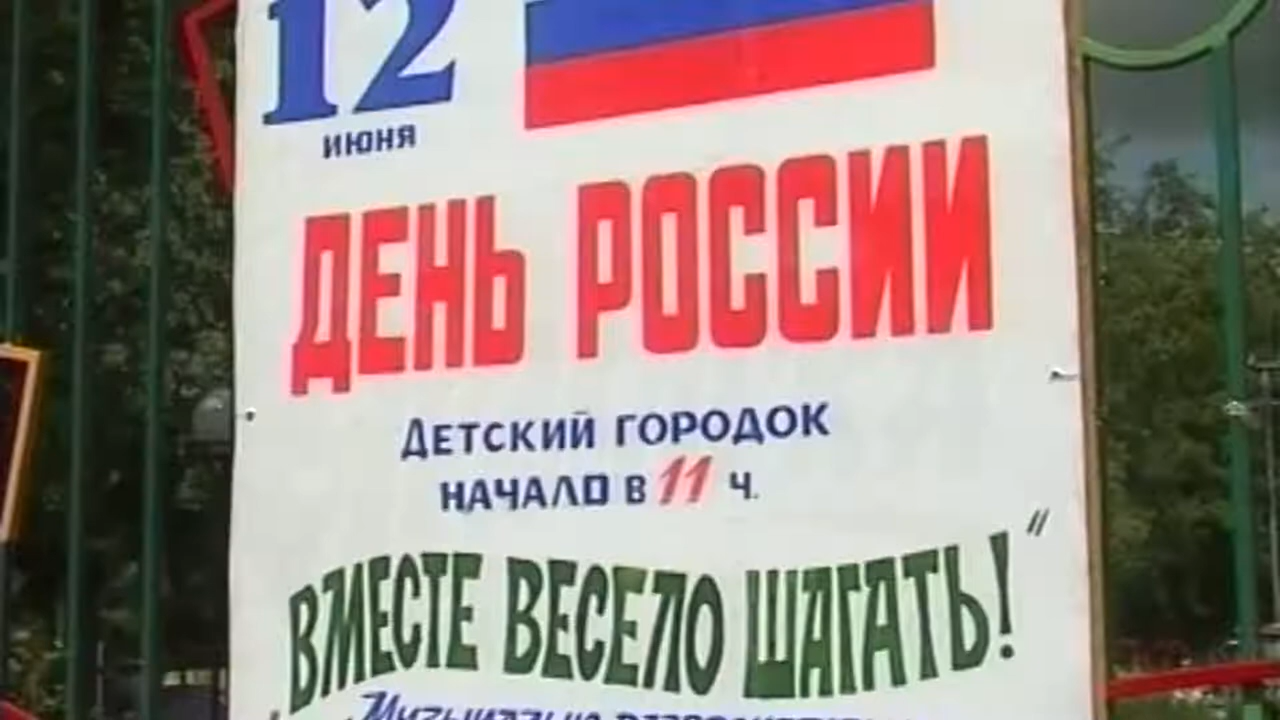 12
ИЮНЯ
ДЕНЬ РОССИИ
ДЕТСКИЙ ГОРОДОК
НАЧАЛО В 11 Ч.
ВМЕСТЕ ВЕСЕЛО ШАГАТЬ!"